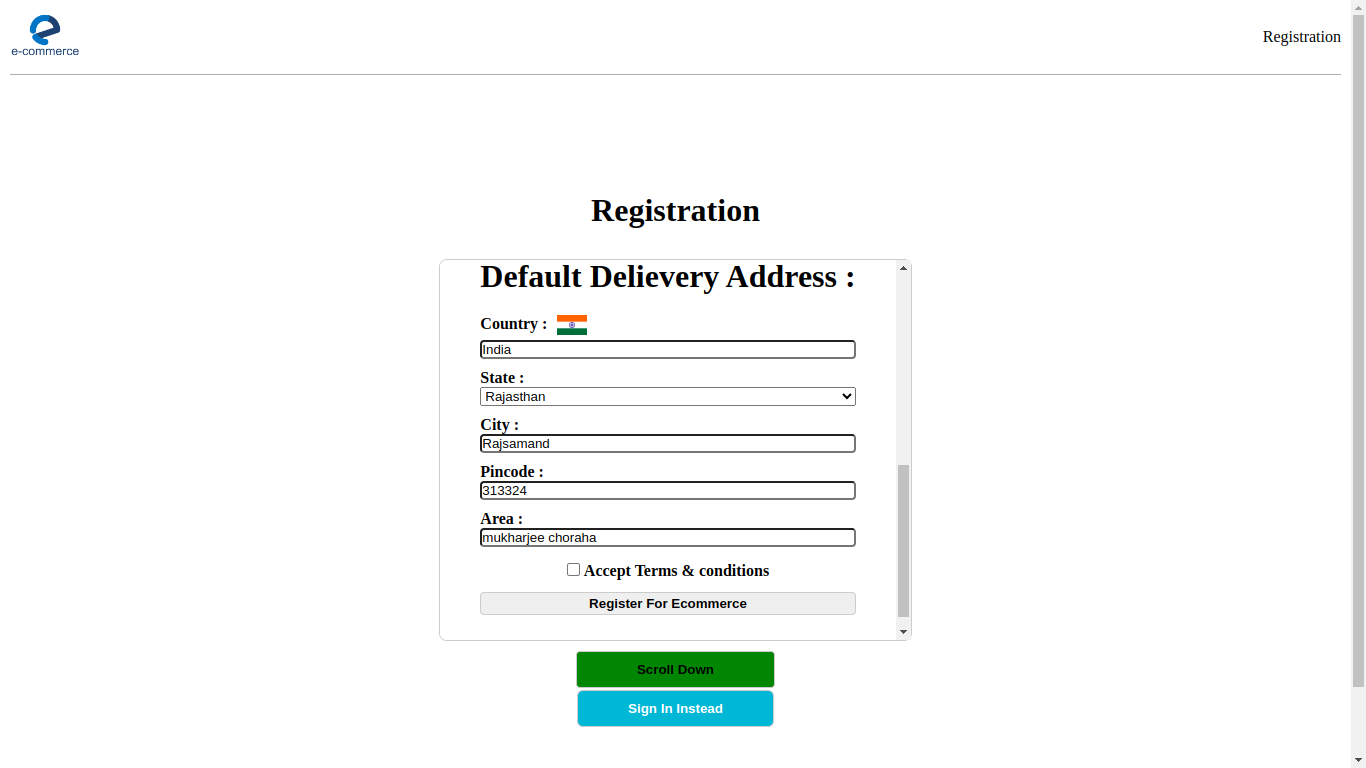 e-commerce
Registration
Registration
Default Delievery Address :
Country :
India
State :
Rajasthan
City :
Rajsamand
Pincode :
313324
Area :
mukharjee choraha
Accept Terms & conditions
Register For Ecommerce
Scroll Down
Sign In Instead